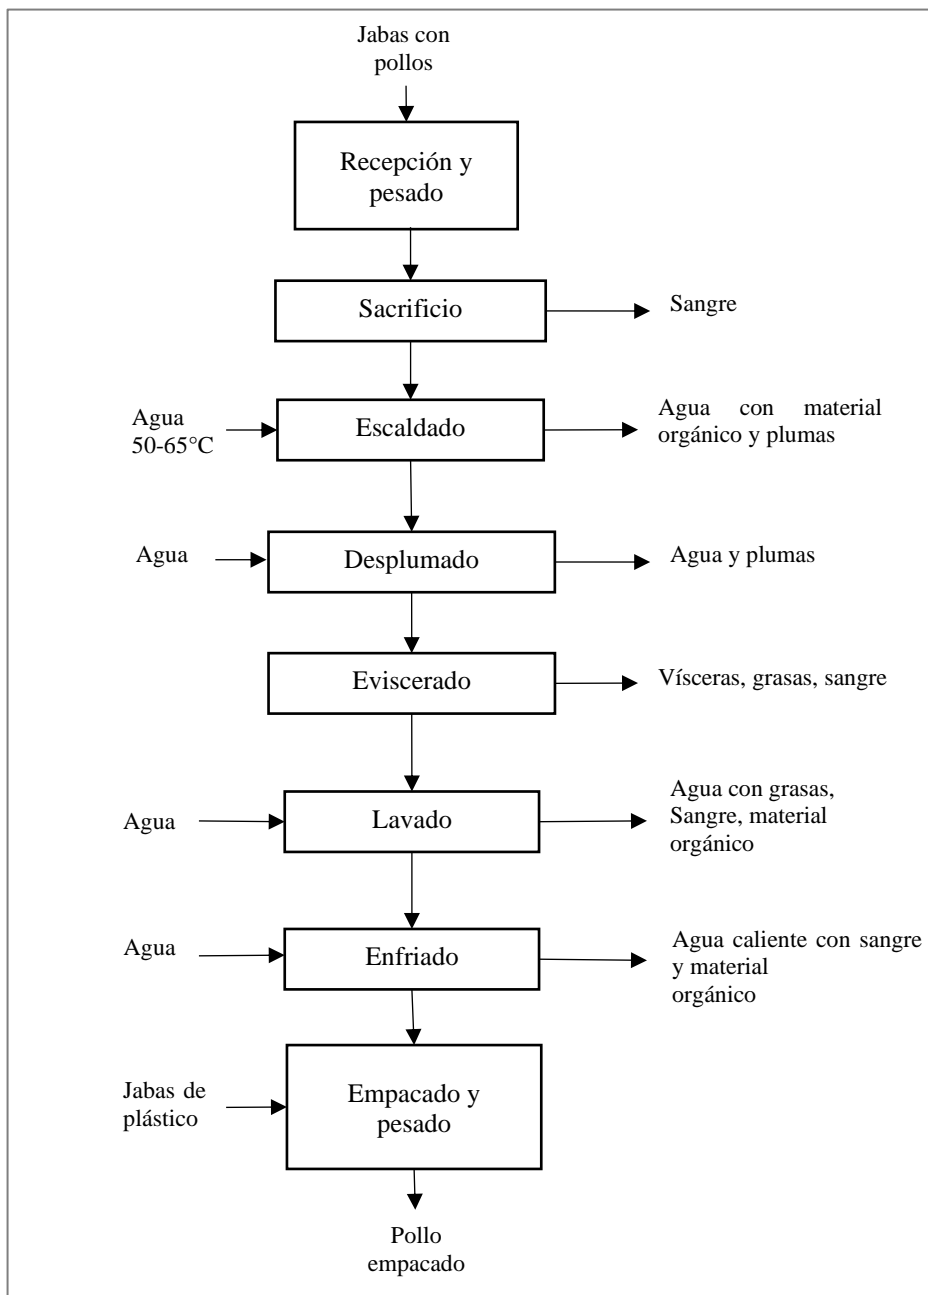 Jabas con
pollos
Recepción y
pesado
Sacrificio
Sangre
Agua
50-65°C
Escaldado
Agua con material
orgánico y plumas
Agua
Desplumado
Agua y plumas
Eviscerado
Vísceras, grasas, sangre
Agua
Lavado
Agua con grasas,
Sangre, material
orgánico
Agua
Enfriado
Agua caliente con sangre
y material
orgánico
Jabas de
plástico
Empacado y
pesado
Pollo
empacado